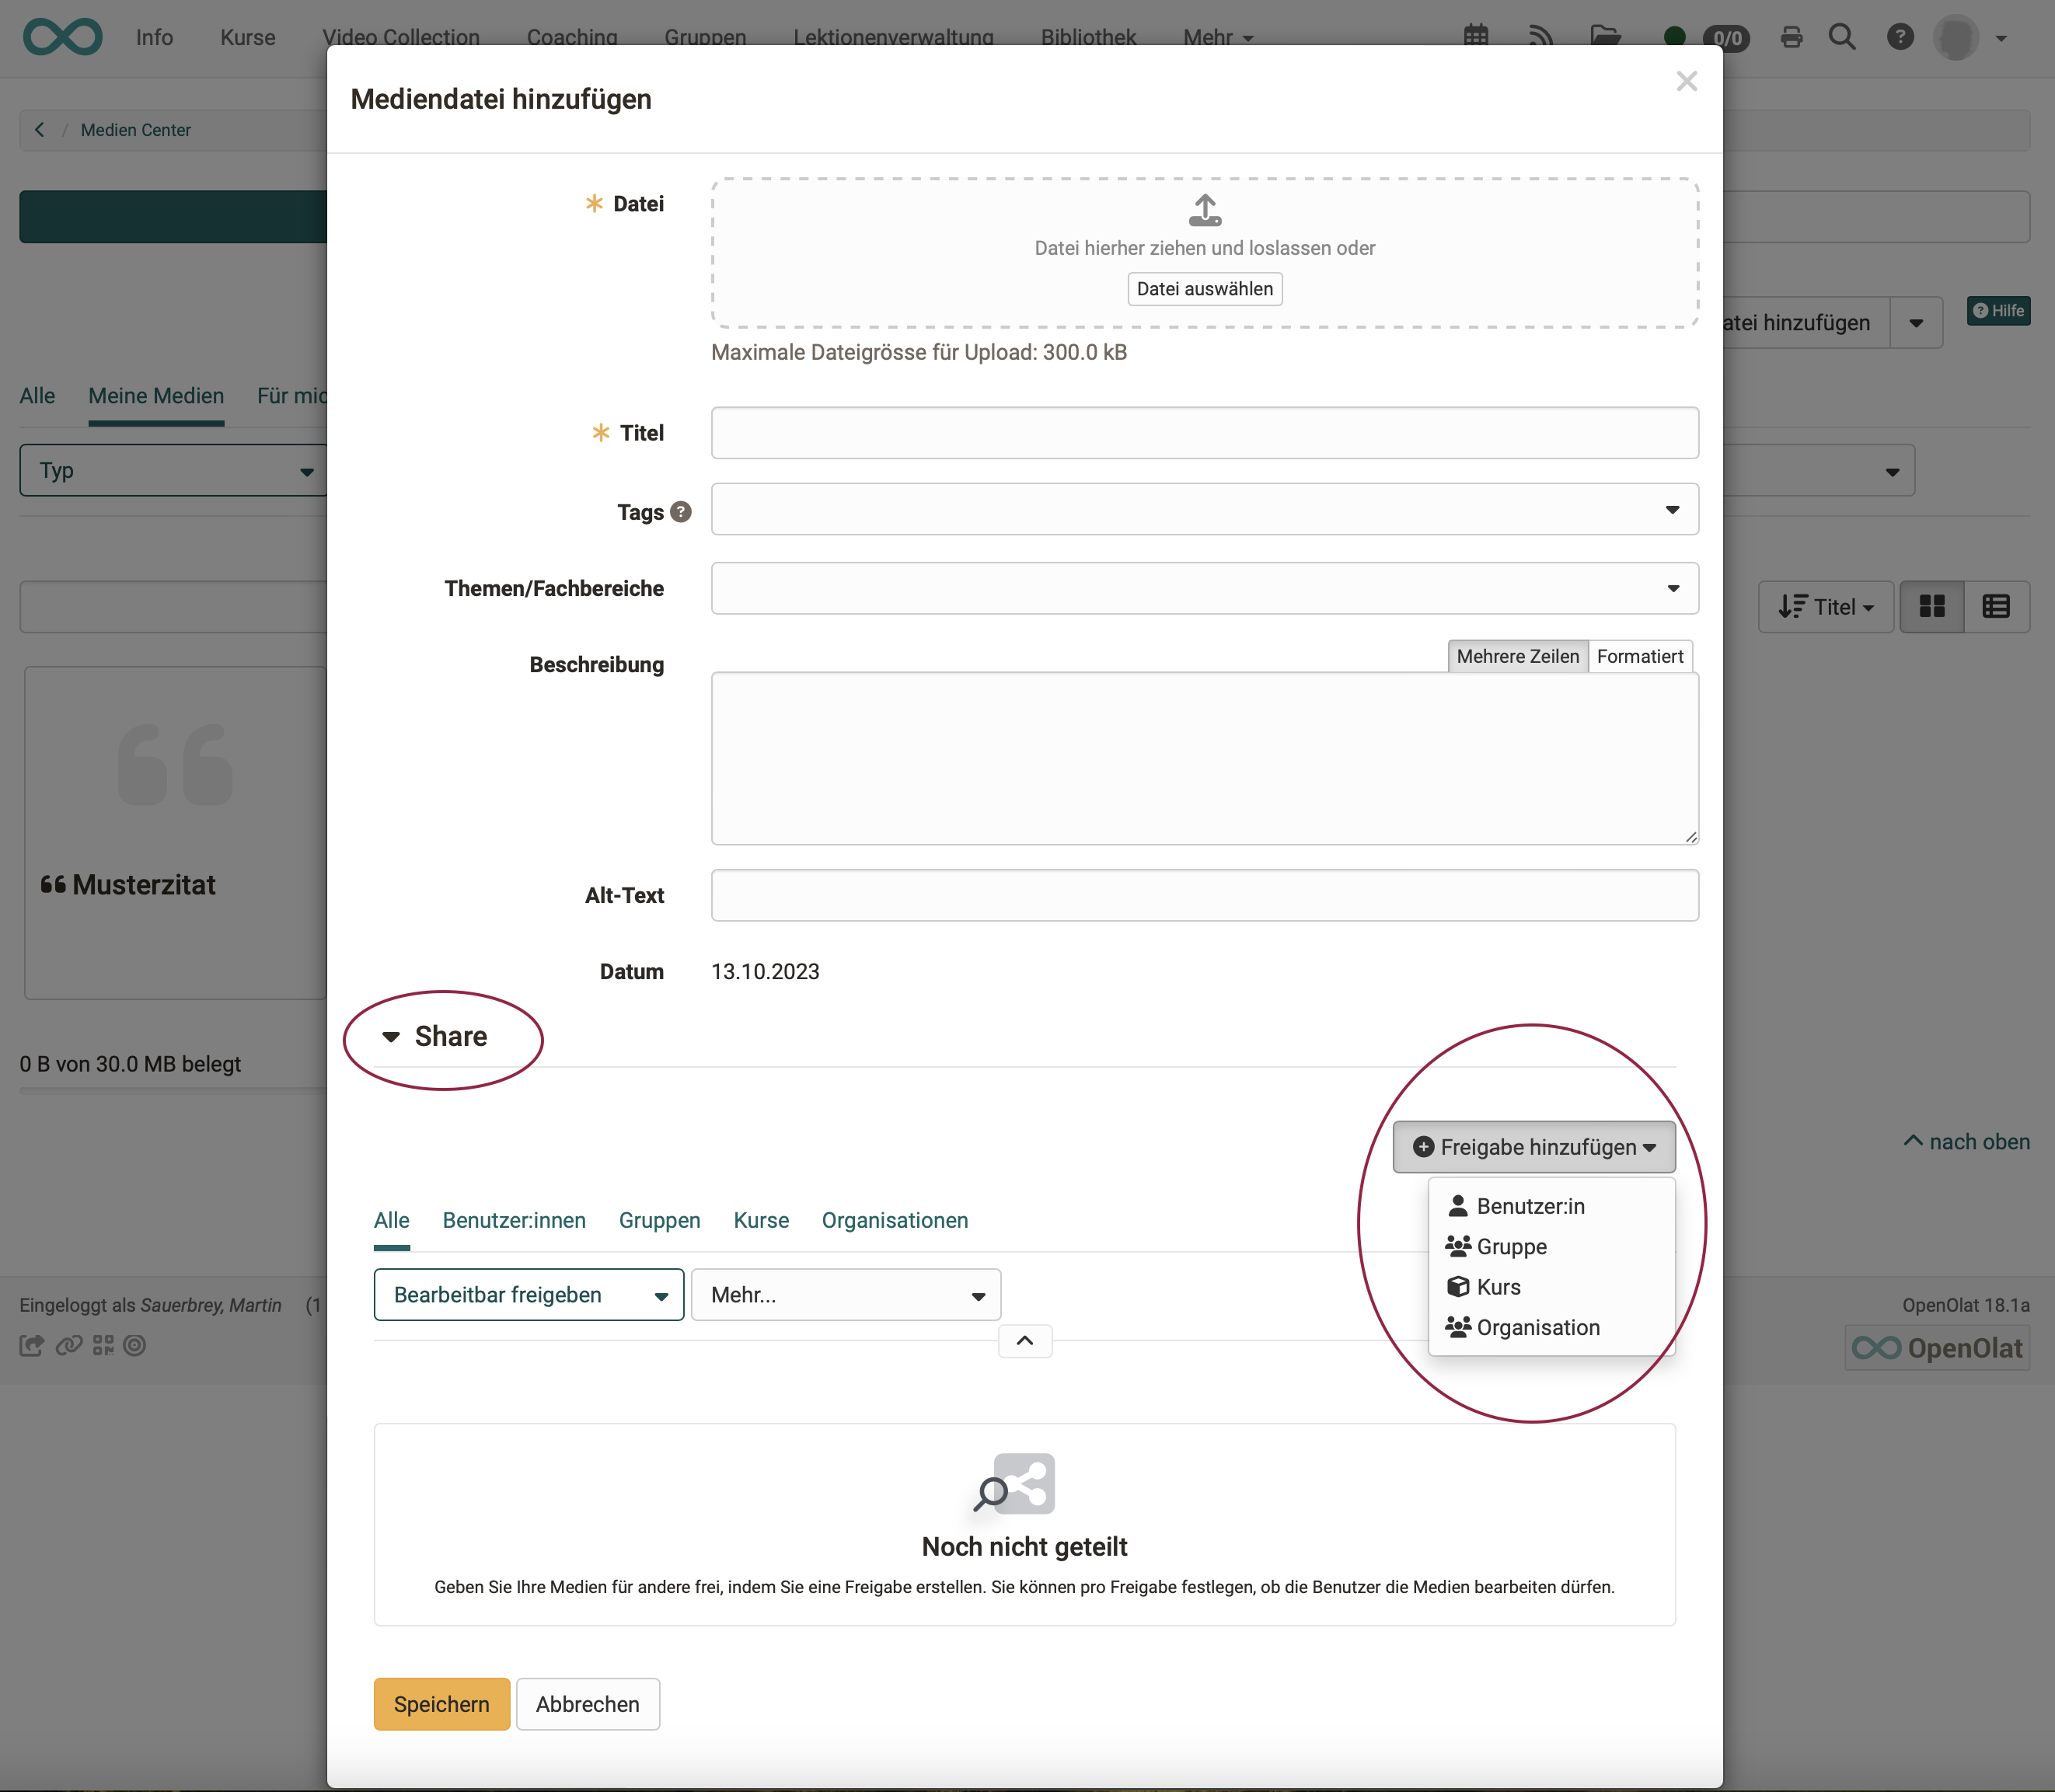 Info Kurse Video Collection Coaching Gruppen Lektionenverwaltung Bibliothek Mehr 0/0
Mediendatei hinzufügen
/ Medien Center
Datei
Datei hierher ziehen und loslassen oder
Datei auswählen
Maximale Dateigrösse für Upload: 300.0 kB
atei hinzufügen
Hilfe
Alle Meine Medien Für mic
Titel
Typ
Tags
Themen/Fachbereiche
Titel
Beschreibung
Mehrere Zeilen Formatiert
Musterzitat
Alt-Text
Datum 13.10.2023
Share
0 B von 30.0 MB belegt
Freigabe hinzufügen
nach oben
Benutzer:in
Gruppe
Kurs
Organisation
Alle Benutzer:innen Gruppen Kurse Organisationen
Bearbeitbar freigeben Mehr...
Eingeloggt als Sauerbrey, Martin (1
OpenOlat 18.1a
OpenOlat
Noch nicht geteilt
Geben Sie Ihre Medien für andere frei, indem Sie eine Freigabe erstellen. Sie können pro Freigabe festlegen, ob die Benutzer die Medien bearbeiten dürfen.
Speichern Abbrechen